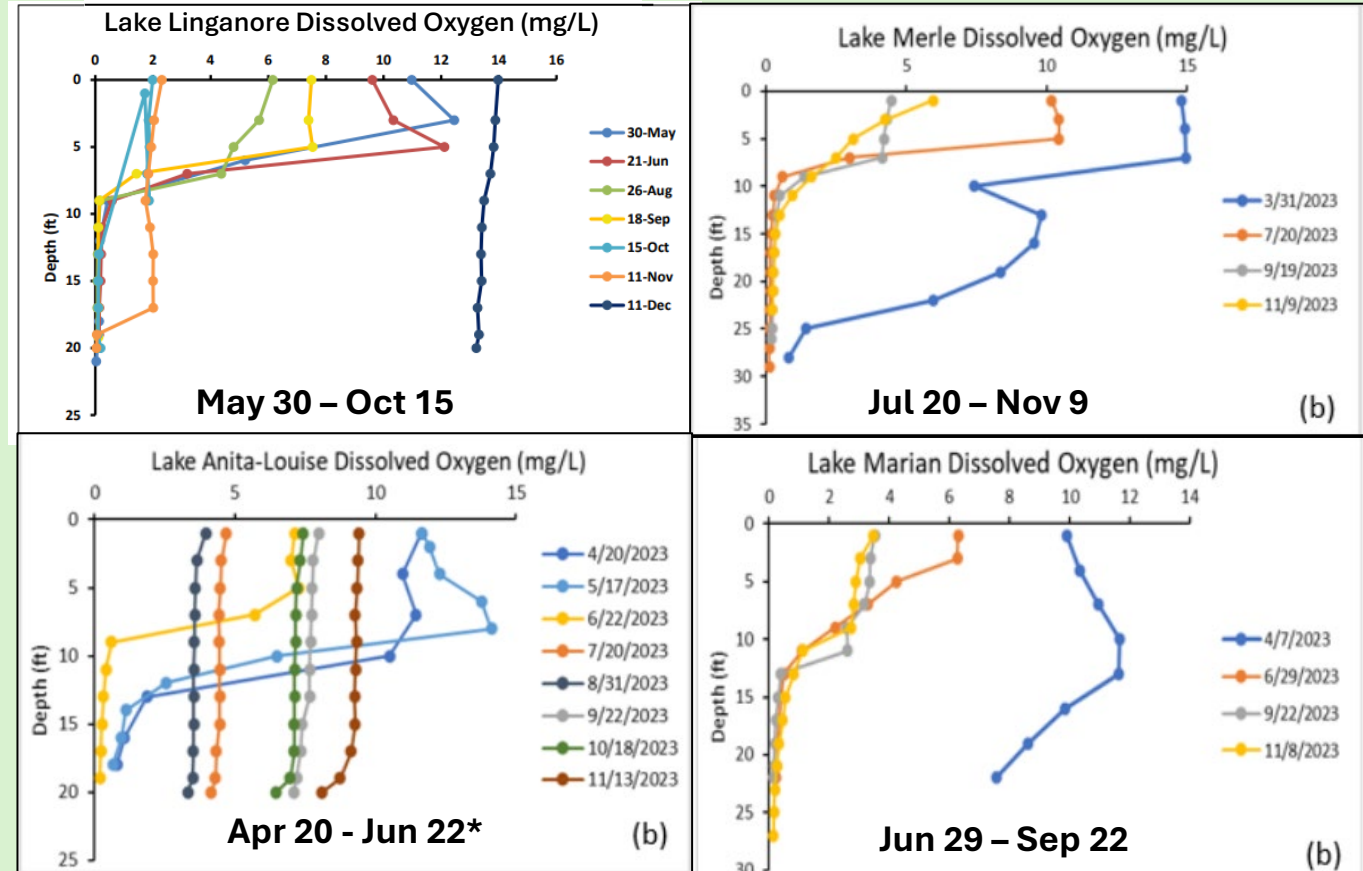 Lake Linganore Dissolved Oxygen (mg/L)
0 2 4 6 8 10 12 14 16
0
5
10
15
20
25
Depth (ft)
30-May
21-Jun
26-Aug
18-Sep
15-Oct
11-Nov
11-Dec
May 30 – Oct 15
Lake Merle Dissolved Oxygen (mg/L)
0 5 10 15
0
5
10
15
20
25
30
35
Depth (ft)
3/31/2023
7/20/2023
9/19/2023
11/9/2023
Jul 20 – Nov 9
(b)
Lake Anita-Louise Dissolved Oxygen (mg/L)
0 5 10 15
0
5
10
15
20
25
Depth (ft)
4/20/2023
5/17/2023
6/22/2023
7/20/2023
8/31/2023
9/22/2023
10/18/2023
11/13/2023
Apr 20 - Jun 22*
(b)
Lake Marian Dissolved Oxygen (mg/L)
0 2 4 6 8 10 12 14
0
5
10
15
20
25
30
Depth (ft)
4/7/2023
6/29/2023
9/22/2023
11/8/2023
Jun 29 – Sep 22
(b)